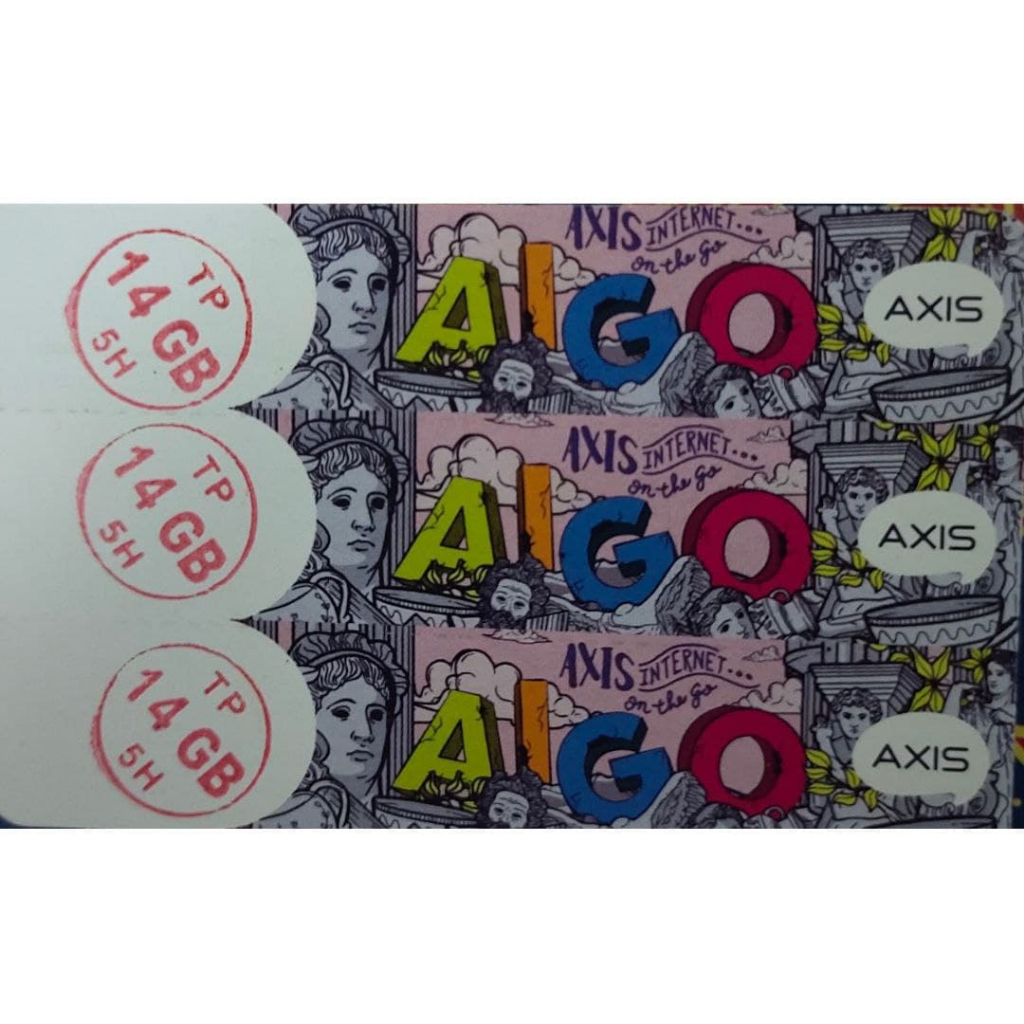 TP
14 GB
5H
AXIS INTERNET...
on the go
AIGO
AXIS
TP
14 GB
5H
AXIS INTERNET...
on the go
AIGO
AXIS
TP
14 GB
5H
AXIS INTERNET...
on the go
AIGO
AXIS